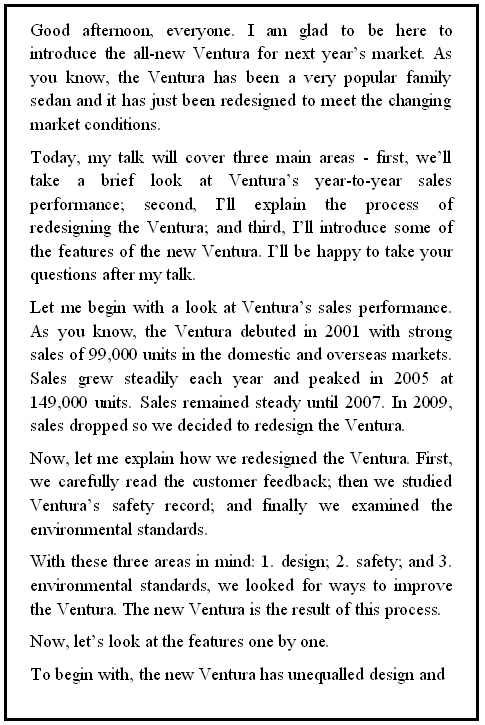 Good afternoon, everyone. I am glad to be here to
introduce the all-new Ventura for next year’s market. As
you know, the Ventura has been a very popular family
sedan and it has just been redesigned to meet the changing
market conditions.
Today, my talk will cover three main areas - first, we’ll
take a brief look at Ventura’s year-to-year sales
performance; second, I’ll explain the process of
redesigning the Ventura; and third, I’ll introduce some of
the features of the new Ventura. I’ll be happy to take your
questions after my talk.
Let me begin with a look at Ventura’s sales performance.
As you know, the Ventura debuted in 2001 with strong
sales of 99,000 units in the domestic and overseas markets.
Sales grew steadily each year and peaked in 2005 at
149,000 units. Sales remained steady until 2007. In 2009,
sales dropped so we decided to redesign the Ventura.
Now, let me explain how we redesigned the Ventura. First,
we carefully read the customer feedback; then we studied
Ventura’s safety record; and finally we examined the
environmental standards.
With these three areas in mind: 1. design; 2. safety; and 3.
environmental standards, we looked for ways to improve
the Ventura. The new Ventura is the result of this process.
Now, let’s look at the features one by one.
To begin with, the new Ventura has unequalled design and